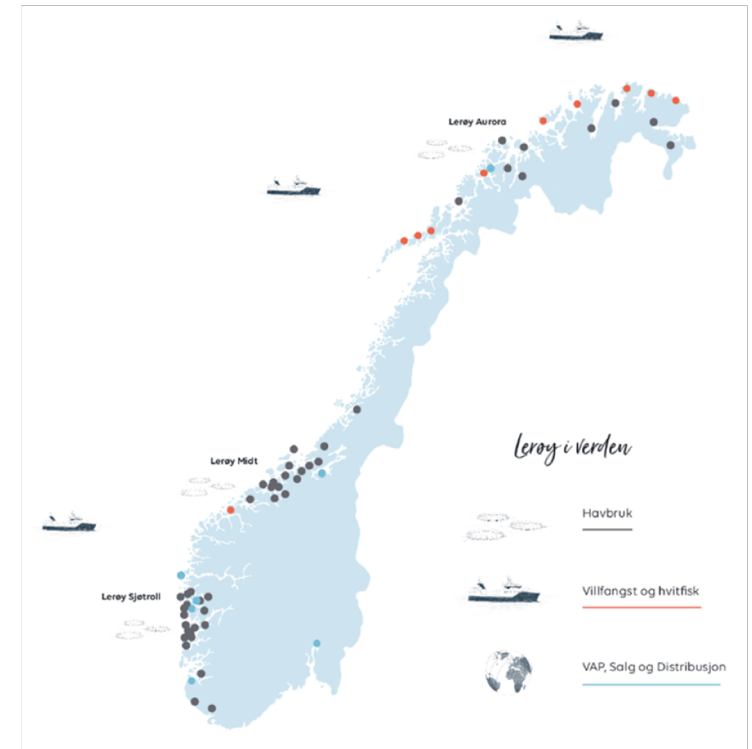 Lerøy Aurora
Lerøy i verden
Lerøy Midt
Havbruk
Villfangst og hvitfisk
Lerøy Sjøtroll
VAP, Salg og Distribusjon